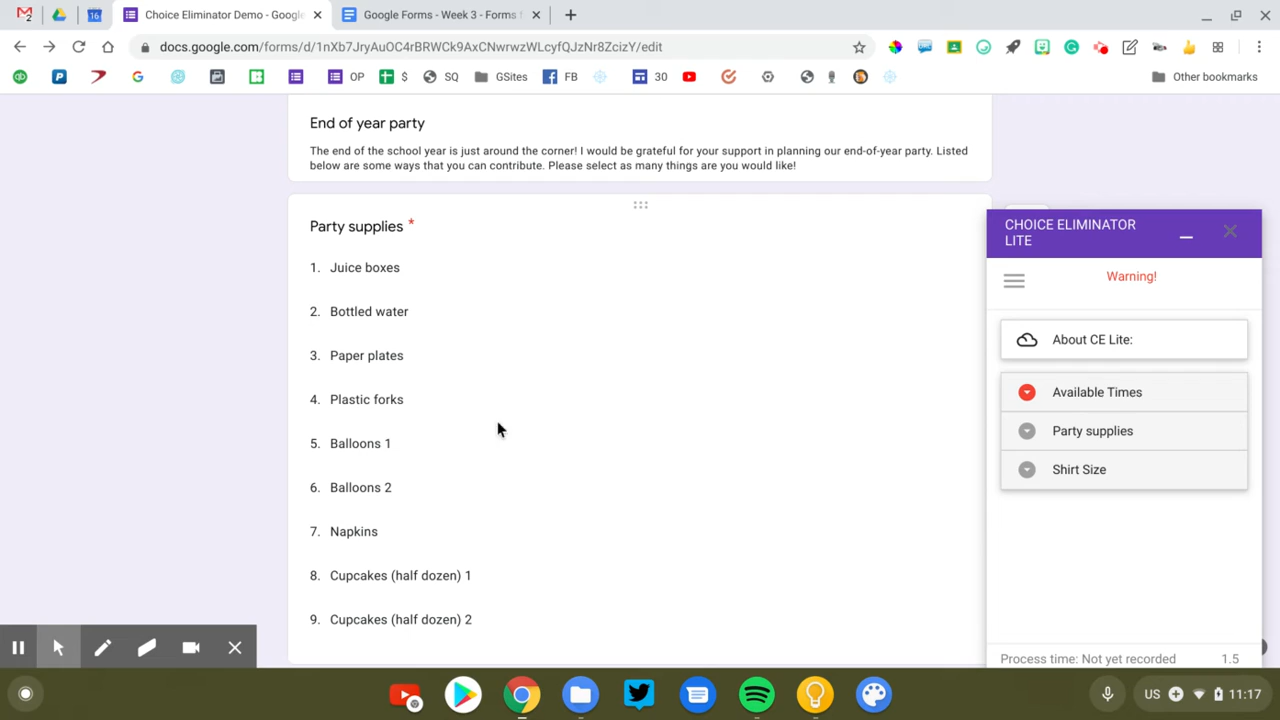 2
16
Choice Eliminator Demo - Google
Google Forms - Week 3 - Forms f
docs.google.com/forms/d/1nXb7JryAuOC4rBRWCk9AxCNwrwzWLcyfQJzNr8ZcizY/edit
OP
$
SQ
GSites
FB
30
Other bookmarks
End of year party
The end of the school year is just around the corner! I would be grateful for your support in planning our end-of-year party. Listed
below are some ways that you can contribute. Please select as many things are you would like!
Party supplies *
1. Juice boxes
2. Bottled water
3. Paper plates
4. Plastic forks
5. Balloons 1
6. Balloons 2
7. Napkins
8. Cupcakes (half dozen) 1
9. Cupcakes (half dozen) 2
CHOICE ELIMINATOR
LITE
Warning!
About CE Lite:
Available Times
Party supplies
Shirt Size
Process time: Not yet recorded 1.5
US
11:17